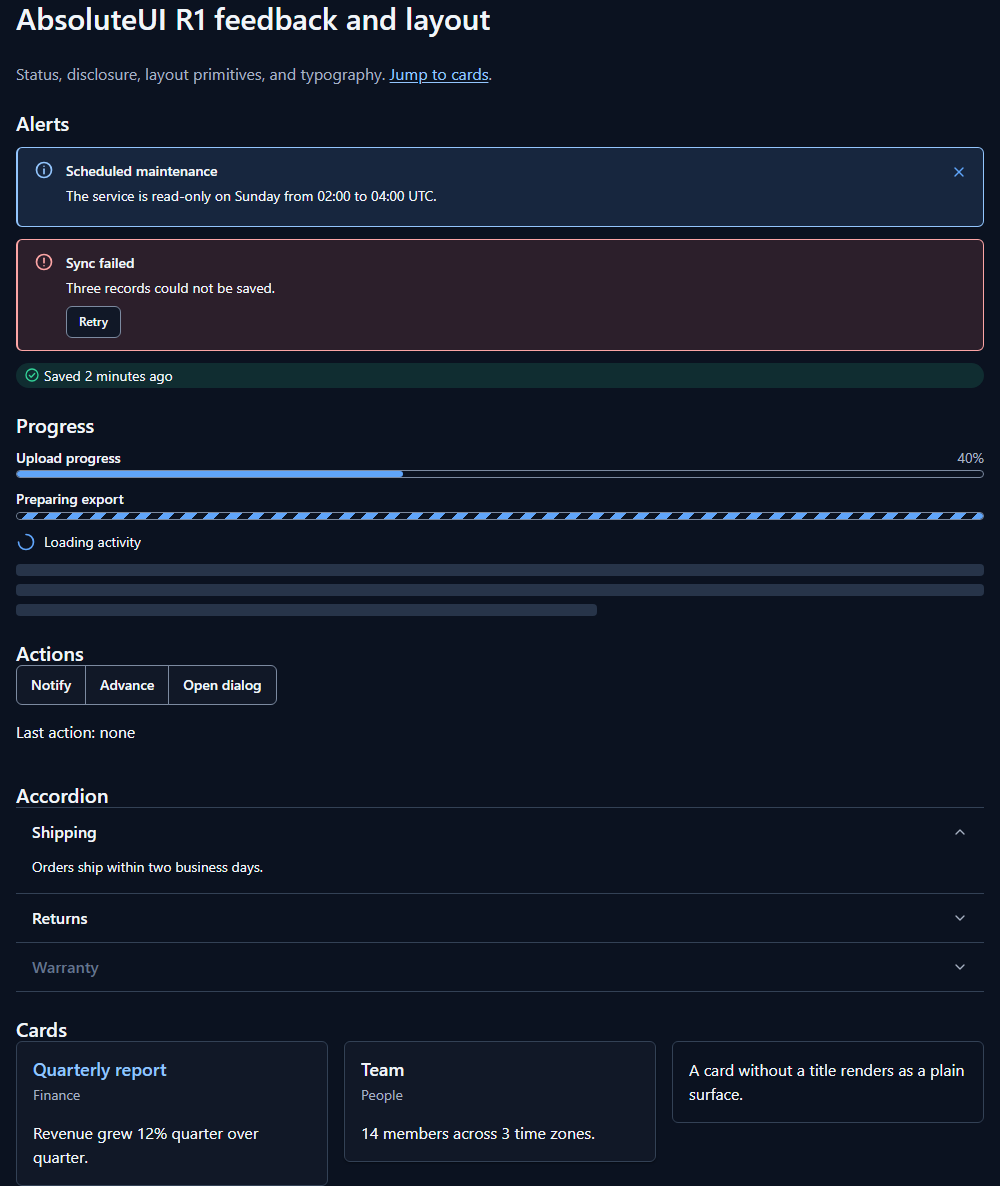 AbsoluteUI R1 feedback and layout
Status, disclosure, layout primitives, and typography. Jump to cards.
Alerts
Scheduled maintenance
The service is read-only on Sunday from 02:00 to 04:00 UTC.
Sync failed
Three records could not be saved.
Retry
Saved 2 minutes ago
Progress
Upload progress 40%
Preparing export
Loading activity
Actions
Notify Advance Open dialog
Last action: none
Accordion
Shipping
Orders ship within two business days.
Returns
Warranty
Cards
Quarterly report
Finance
Revenue grew 12% quarter over
quarter.
Team
People
14 members across 3 time zones.
A card without a title renders as a plain
surface.